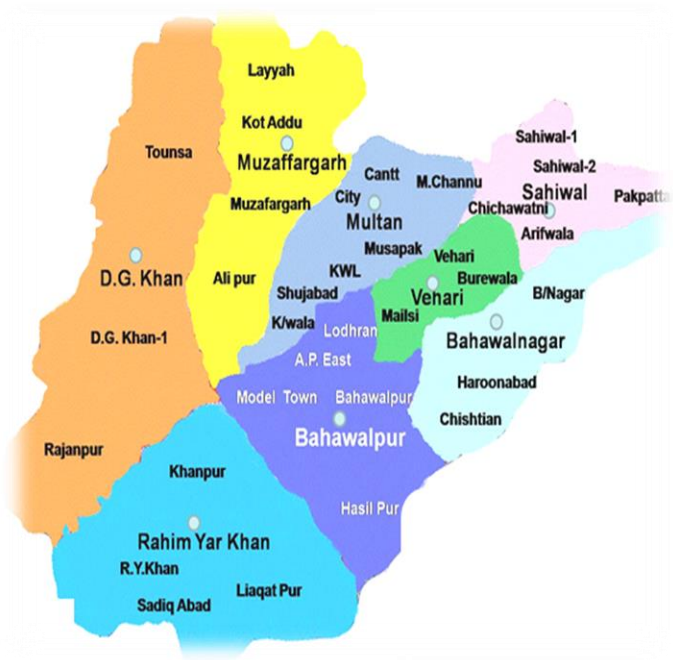 Layyah
Kot Addu
Muzaffargarh
Muzafargarh
Ali pur
Tounsa
D.G. Khan
D.G. Khan-1
Rajanpur
Cantt
M.Channu
City
Multan
Musapak
KWL
Shujabad
K/wala
Sahiwal-1
Sahiwal-2
Sahiwal
Pakpatta
Chichawatni
Arifwala
Vehari
Burewala
Vehari
Mailsi
B/Nagar
Bahawalnagar
Haroonabad
Chishtian
Lodhran
A.P. East
Model Town Bahawalpur
Bahawalpur
Hasil Pur
Khanpur
Rahim Yar Khan
R.Y.Khan
Liaqat Pur
Sadiq Abad